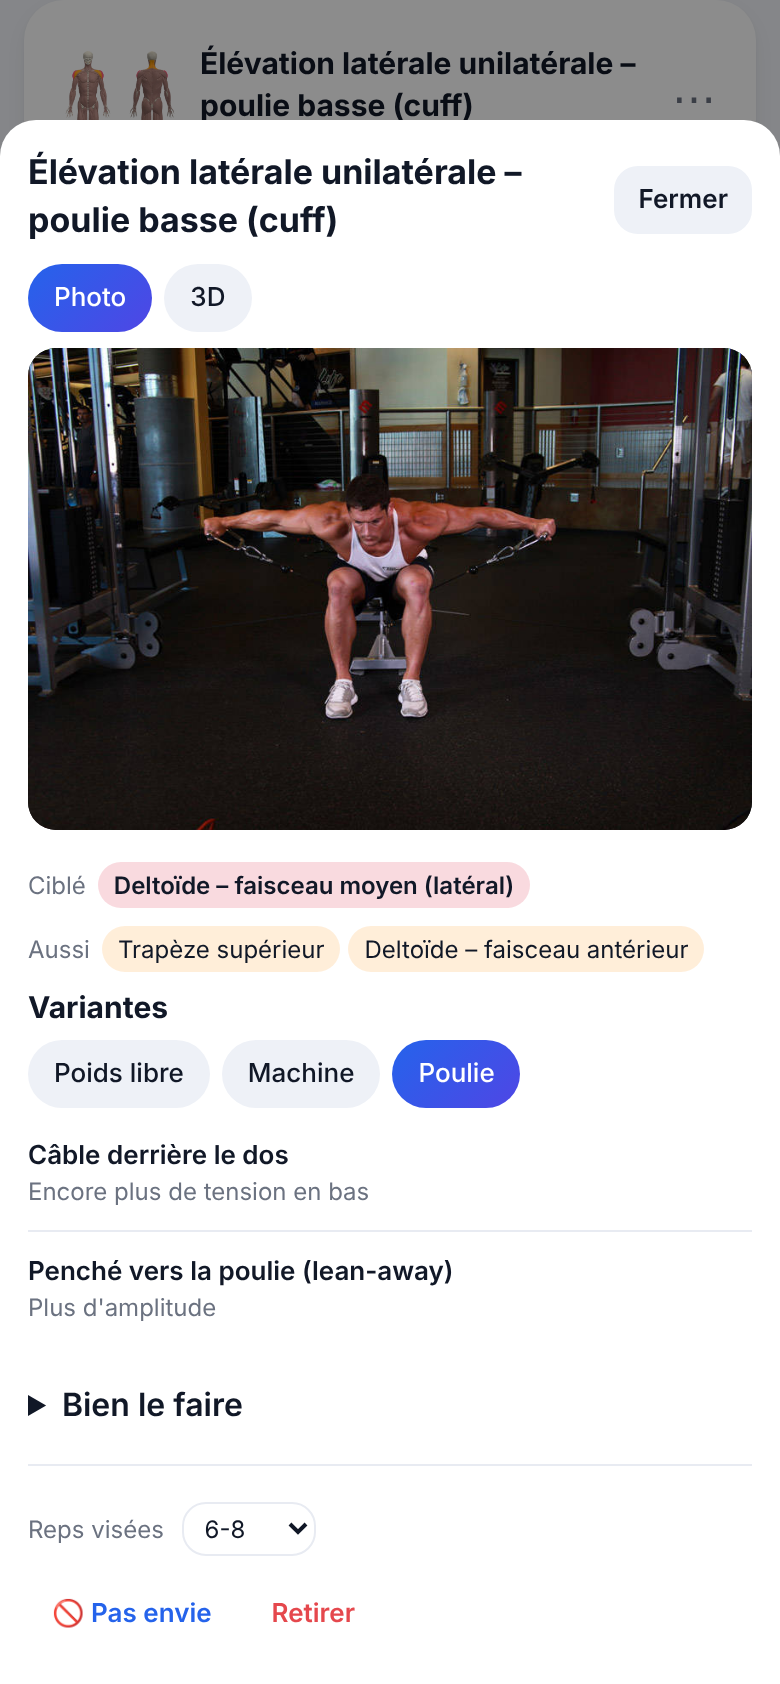 Élévation latérale unilatérale –
poulie basse (cuff)
...
Élévation latérale unilatérale –
poulie basse (cuff)
Fermer
Photo
3D
Ciblé
Deltoïde – faisceau moyen (latéral)
Aussi
Trapèze supérieur
Deltoïde – faisceau antérieur
Variantes
Poids libre
Machine
Poulie
Câble derrière le dos
Encore plus de tension en bas
Penché vers la poulie (lean-away)
Plus d'amplitude
Bien le faire
Reps visées
6-8
Pas envie
Retirer